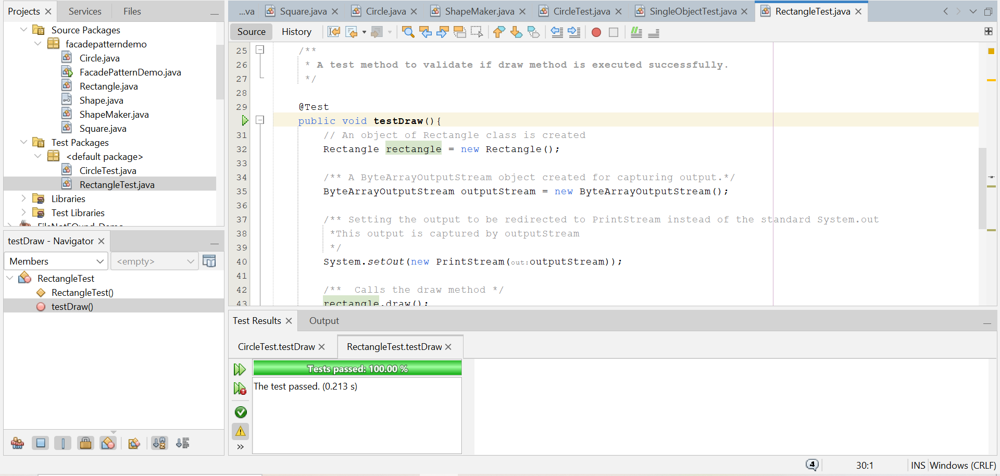 Projects
Services
Files
Source Packages
facadepatterndemo
Circle.java
FacadePatternDemo.java
Rectangle.java
Shape.java
ShapeMaker.java
Square.java
Test Packages
<default package>
CircleTest.java
RectangleTest.java
Libraries
Test Libraries
testDraw - Navigator
Members
<empty>
RectangleTest
RectangleTest()
testDraw()
...va
Square.java
Circle.java
ShapeMaker.java
CircleTest.java
SingleObjectTest.java
RectangleTest.java
Source
History
25 /**
26 * A test method to validate if draw method is executed successfully.
27 */
28
29 @Test
public void testDraw(){
31 // An object of Rectangle class is created
32 Rectangle rectangle = new Rectangle();
33
34 /** A ByteArrayOutputStream object created for capturing output.*/
35 ByteArrayOutputStream outputStream = new ByteArrayOutputStream();
36
37 /** Setting the output to be redirected to PrintStream instead of the standard System.out
38 *This output is captured by outputStream
39 */
40 System.setOut(new PrintStream(out:outputStream));
41
42 /** Calls the draw method */
43 rectangle.draw();
Test Results
Output
CircleTest.testDraw
RectangleTest.testDraw
Tests passed: 100.00 %
The test passed. (0.213 s)
4
30:1
INS
Windows (CRLF)